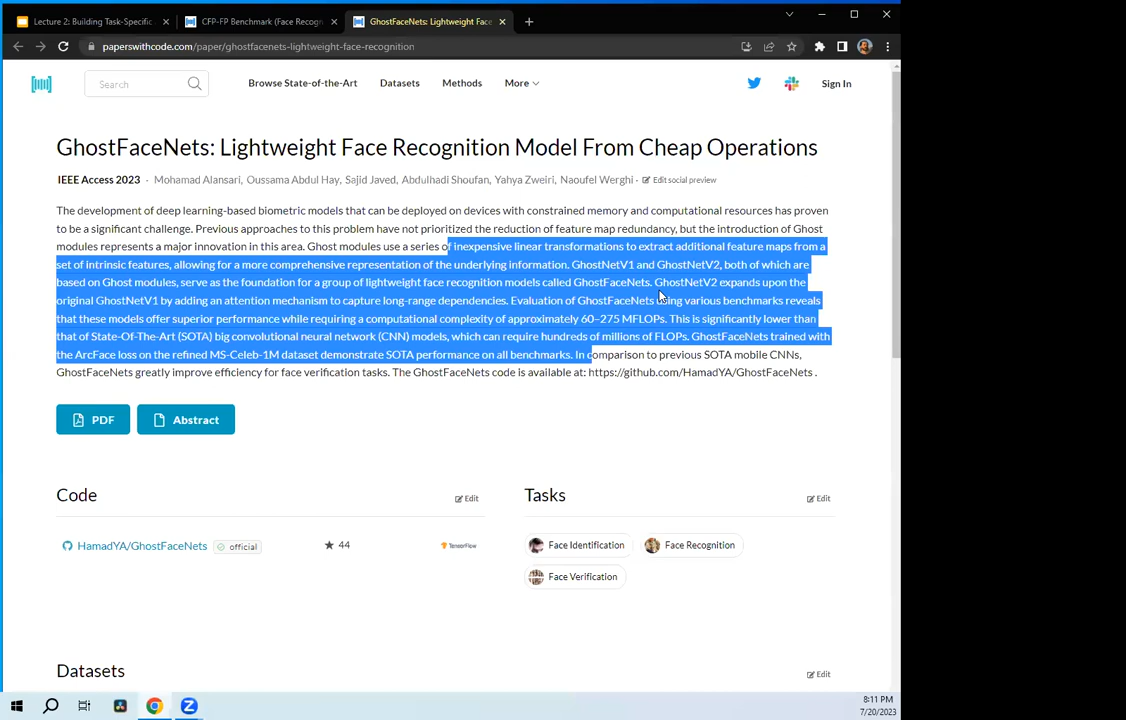 Lecture 2: Building Task-Specific
CFP-FP Benchmark (Face Recogn
GhostFaceNets: Lightweight Face
paperswithcode.com/paper/ghostfacenets-lightweight-face-recognition
Search
Browse State-of-the-Art
Datasets
Methods
More
Sign In
GhostFaceNets: Lightweight Face Recognition Model From Cheap Operations
IEEE Access 2023 · Mohamad Alansari, Oussama Abdul Hay, Sajid Javed, Abdulhadi Shoufan, Yahya Zweiri, Naoufel Werghi · Edit social preview
The development of deep learning-based biometric models that can be deployed on devices with constrained memory and computational resources has proven
to be a significant challenge. Previous approaches to this problem have not prioritized the reduction of feature map redundancy, but the introduction of Ghost
modules represents a major innovation in this area. Ghost modules use a series of inexpensive linear transformations to extract additional feature maps from a
set of intrinsic features, allowing for a more comprehensive representation of the underlying information. GhostNetV1 and GhostNetV2, both of which are
based on Ghost modules, serve as the foundation for a group of lightweight face recognition models called GhostFaceNets. GhostNetV2 expands upon the
original GhostNetV1 by adding an attention mechanism to capture long-range dependencies. Evaluation of GhostFaceNets using various benchmarks reveals
that these models offer superior performance while requiring a computational complexity of approximately 60–275 MFLOPs. This is significantly lower than
that of State-Of-The-Art (SOTA) big convolutional neural network (CNN) models, which can require hundreds of millions of FLOPs. GhostFaceNets trained with
the ArcFace loss on the refined MS-Celeb-1M dataset demonstrate SOTA performance on all benchmarks. In comparison to previous SOTA mobile CNNs,
GhostFaceNets greatly improve efficiency for face verification tasks. The GhostFaceNets code is available at: https://github.com/HamadYA/GhostFaceNets .
PDF
Abstract
Code
Edit
HamadYA/GhostFaceNets
official
44
TensorFlow
Tasks
Edit
Face Identification
Face Recognition
Face Verification
Datasets
Edit
8:11 PM
7/20/2023